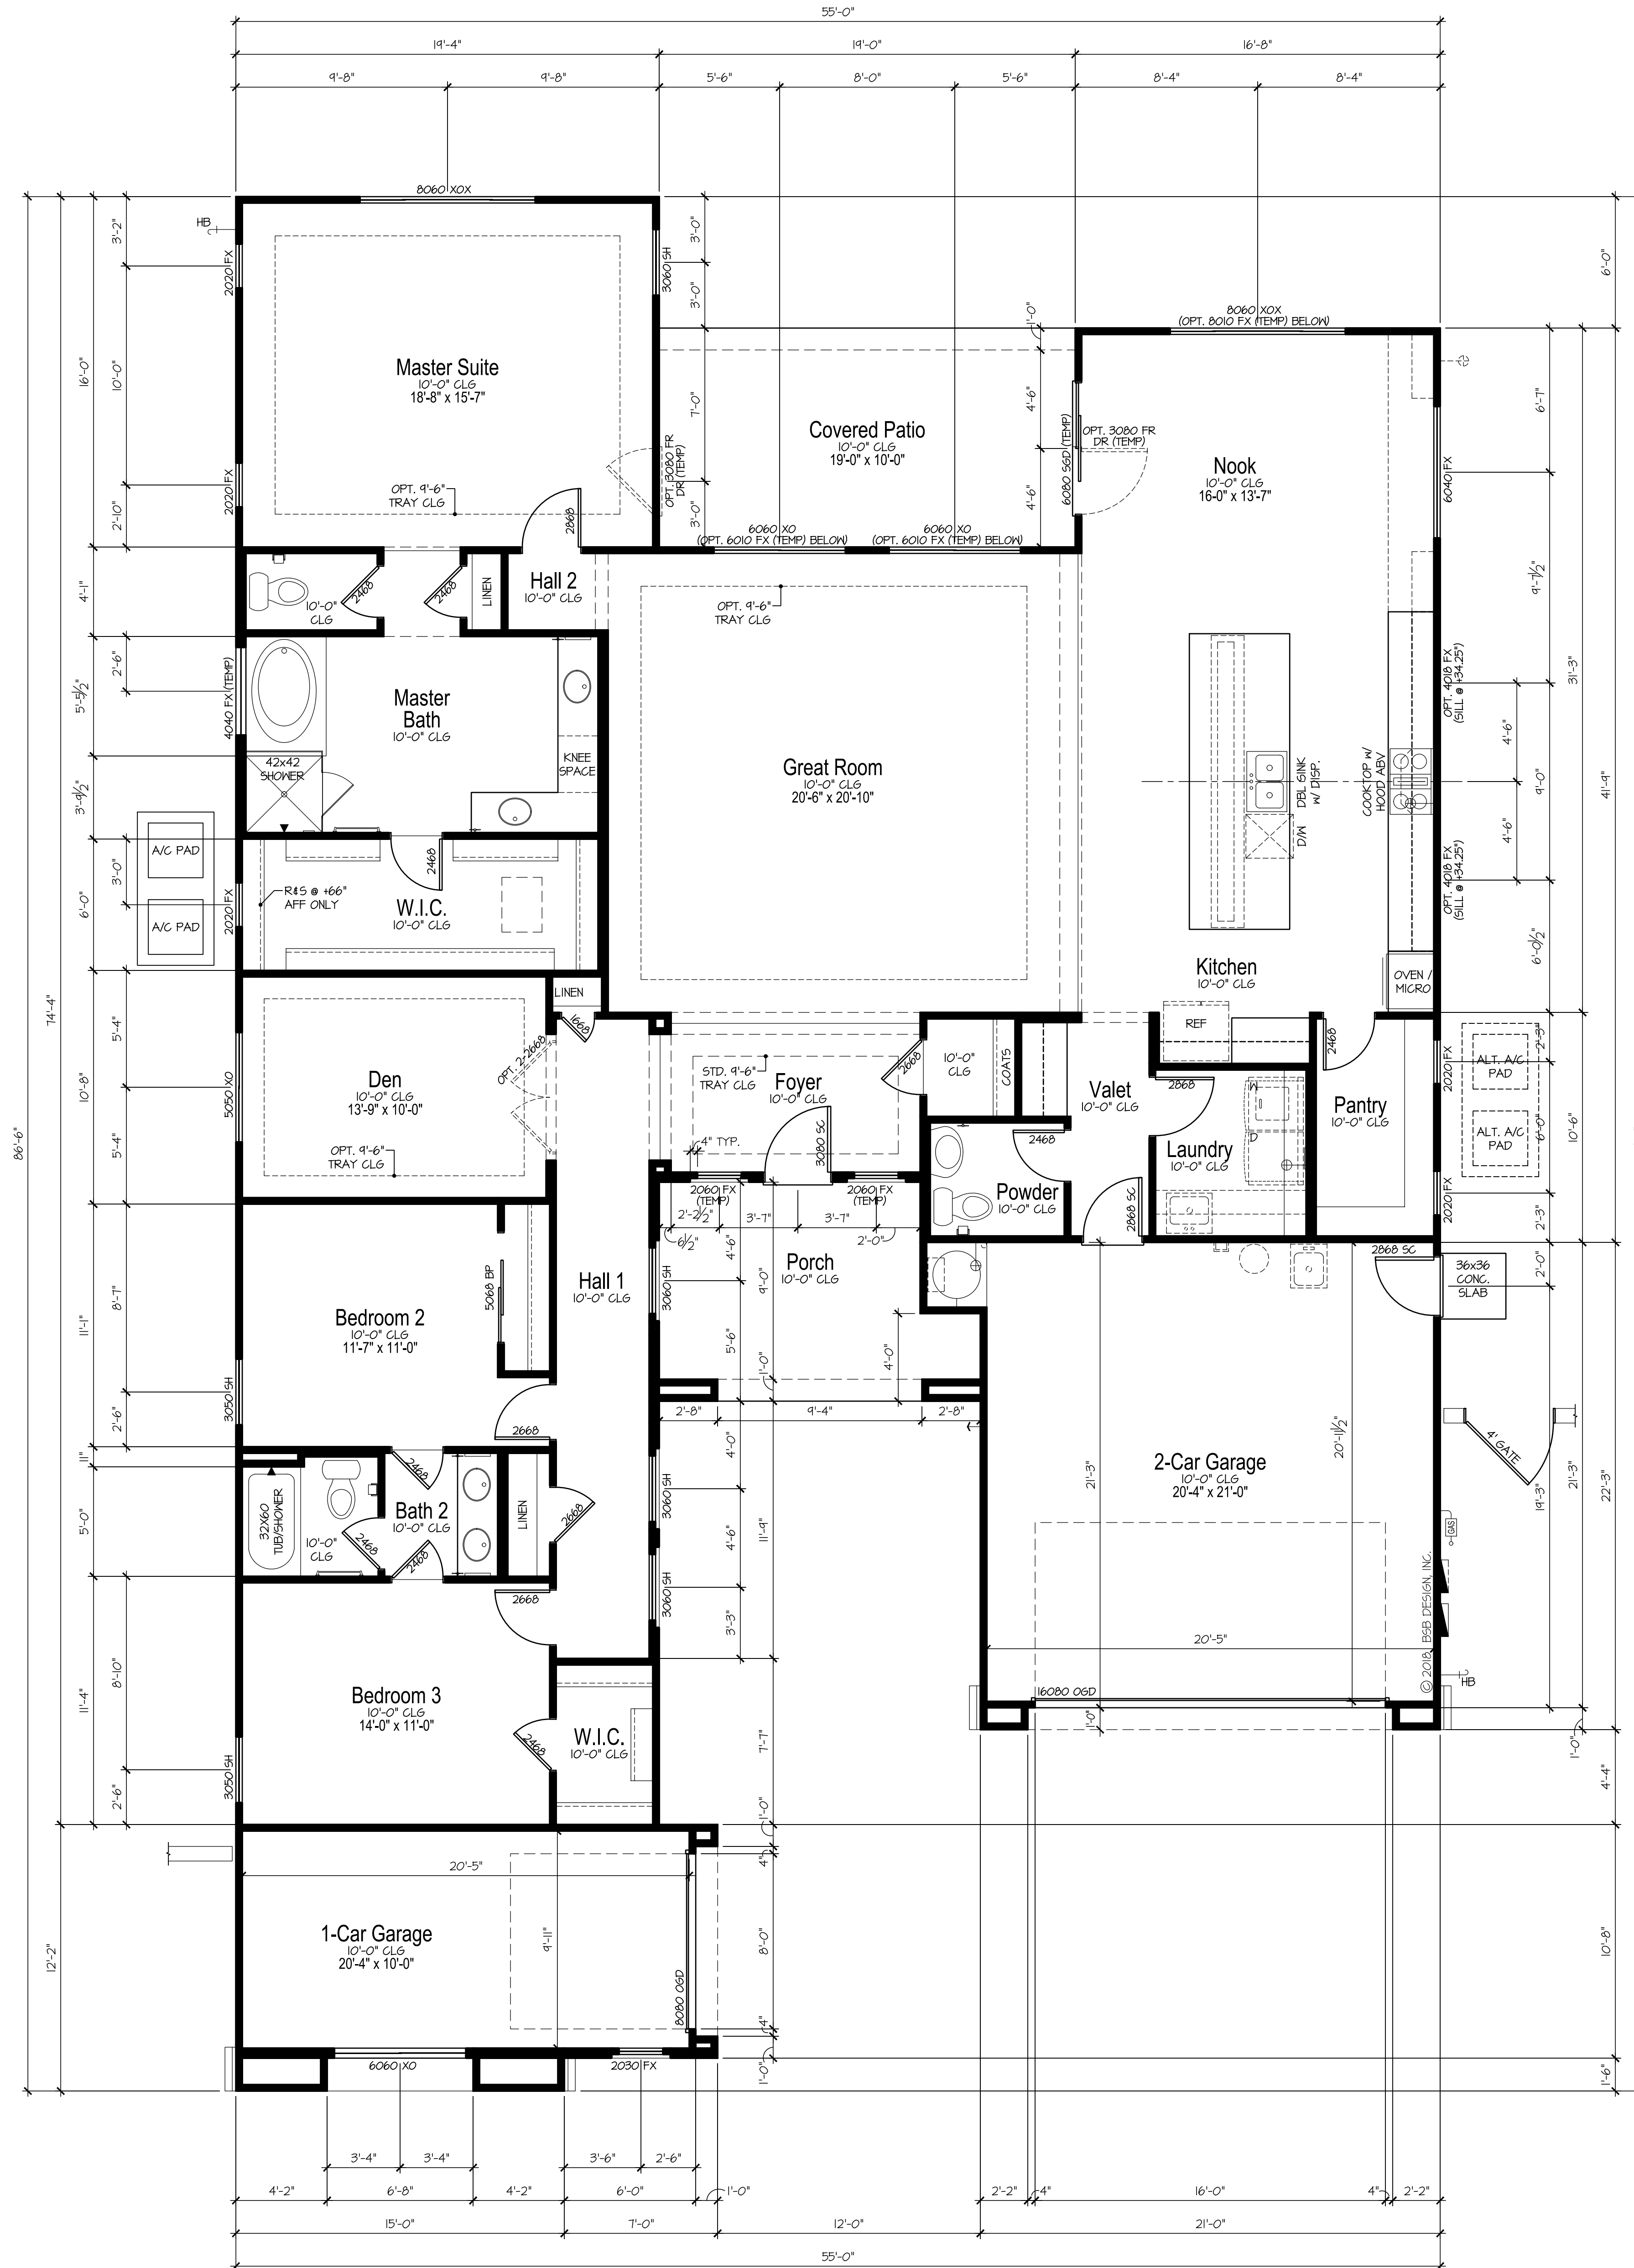 55'-0"
19'-4"
19'-0"
16'-8"
9'-8"
9'-8"
5'-6"
8'-0"
5'-6"
8'-4"
8'-4"
8060 XOX
HB
3'-2"
2020 FX
3060 SH
3'-0"
3'-0"
6'-0"
8060 XOX
(OPT. 8010 FX (TEMP) BELOW)
1'-0"
16'-0"
10'-0"
Master Suite
10'-0" CLG
18'-8" x 15'-7"
7'-0"
4'-6"
6'-7"
Covered Patio
10'-0" CLG
19'-0" x 10'-0"
6080 SGD (TEMP)
OPT. 3080 FR
DR (TEMP)
Nook
10'-0" CLG
16'-0" x 13'-7"
6040 FX
2020 FX
2'-10"
OPT. 9'-6"
TRAY CLG
2868
OPT. 3080 FR
DR (TEMP)
3'-0"
4'-6"
6060 XO
(OPT. 6010 FX (TEMP) BELOW)
6060 XO
(OPT. 6010 FX (TEMP) BELOW)
4'-1"
10'-0"
CLG
2468
2468
LINEN
Hall 2
10'-0" CLG
OPT. 9'-6"
TRAY CLG
9'-7 1/2"
2'-6"
5'-5 1/2"
4040 FX (TEMP)
Master
Bath
10'-0" CLG
KNEE
SPACE
42x42
SHOWER
3'-9 1/2"
Great Room
10'-0" CLG
20'-6" x 20'-10"
DBL SINK
W/ DISP.
D/W
COOKTOP W/
HOOD ABV
OPT. 4018 FX
(SILL @ +34.25")
4'-6"
9'-0"
4'-6"
31'-3"
41'-9"
OPT. 4018 FX
(SILL @ +34.25")
A/C PAD
A/C PAD
3'-0"
6'-0"
2020 FX
R&S @ +66"
AFF ONLY
2468
W.I.C.
10'-0" CLG
6'-0 1/2"
Kitchen
10'-0" CLG
OVEN /
MICRO
REF
86'-6"
74'-4"
LINEN
1668
5'-4"
10'-8"
5'-4"
5050 XO
Den
10'-0" CLG
13'-9" x 10'-0"
OPT. 2-2668
OPT. 9'-6"
TRAY CLG
STD. 9'-6"
TRAY CLG
Foyer
10'-0" CLG
2668
10'-0"
CLG
COATS
Valet
10'-0" CLG
2868
W
D
Laundry
10'-0" CLG
2468
Pantry
10'-0" CLG
2020 FX
2'-3"
ALT. A/C
PAD
ALT. A/C
PAD
6'-0"
10'-6"
2020 FX
2'-3"
4" TYP.
3080 SC
2468
Powder
10'-0" CLG
2868 SC
2060 FX
(TEMP)
2060 FX
(TEMP)
2'-2 1/2"
3'-7"
3'-7"
6 1/2"
2'-0"
4'-6"
9'-0"
Porch
10'-0" CLG
2868 SC
36x36
CONC.
SLAB
2'-0"
8'-7"
11'-1"
Bedroom 2
10'-0" CLG
11'-7" x 11'-0"
5068 BP
Hall 1
10'-0" CLG
3060 SH
5'-6"
1'-0"
4'-0"
3050 SH
2'-6"
2668
2'-8"
9'-4"
2'-8"
4'-0"
11"
5'-0"
32X60
TUB/SHOWER
10'-0"
CLG
2468
2468
2468
Bath 2
10'-0" CLG
LINEN
2668
3060 SH
4'-6"
11'-9"
21'-3"
2-Car Garage
10'-0" CLG
20'-4" x 21'-0"
20'-11 1/2"
4' GATE
19'-3"
21'-3"
22'-3"
GAS
© 2018, BSB DESIGN, INC.
2668
3060 SH
3'-3"
8'-10"
11'-4"
Bedroom 3
10'-0" CLG
14'-0" x 11'-0"
20'-5"
HB
16080 OGD
1'-0"
1'-0"
2468
W.I.C.
10'-0" CLG
7'-7"
3050 SH
2'-6"
4'-4"
1'-0"
4"
20'-5"
1-Car Garage
10'-0" CLG
20'-4" x 10'-0"
9'-11"
12'-2"
8'-0"
8080 OGD
10'-8"
4"
1'-0"
6060 XO
2030 FX
1'-6"
3'-4"
3'-4"
3'-6"
2'-6"
4'-2"
6'-8"
4'-2"
6'-0"
1'-0"
2'-2"
4"
16'-0"
4"
2'-2"
15'-0"
7'-0"
12'-0"
21'-0"
55'-0"